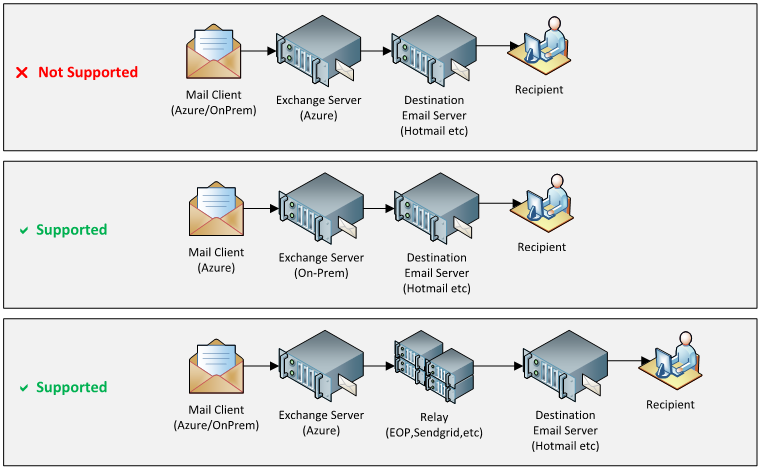 Not Supported
Mail Client
(Azure/OnPrem)
Exchange Server
(Azure)
Destination
Email Server
(Hotmail etc)
Recipient
Supported
Mail Client
(Azure)
Exchange Server
(On-Prem)
Destination
Email Server
(Hotmail etc)
Recipient
Supported
Mail Client
(Azure/OnPrem)
Exchange Server
(Azure)
Relay
(EOP,Sendgrid,etc)
Destination
Email Server
(Hotmail etc)
Recipient